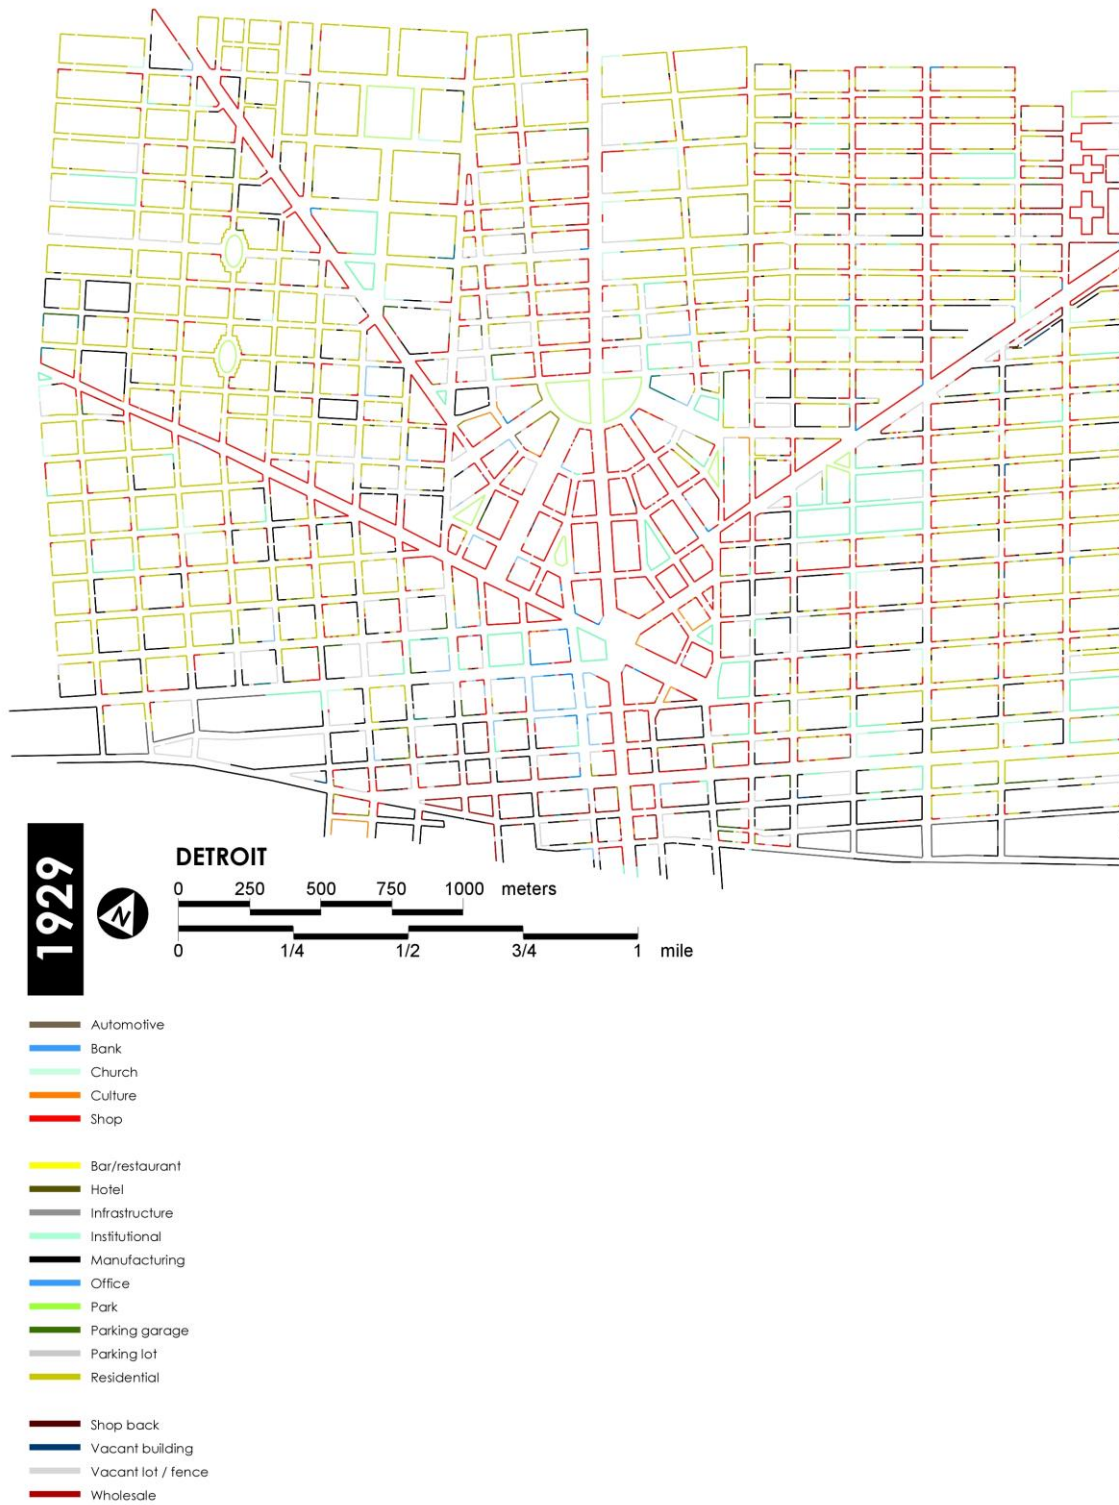 1929
DETROIT
0 250 500 750 1000 meters
0 1/4 1/2 3/4 1 mile
N
Automotive
Bank
Church
Culture
Shop
Bar/restaurant
Hotel
Infrastructure
Institutional
Manufacturing
Office
Park
Parking garage
Parking lot
Residential
Shop back
Vacant building
Vacant lot / fence
Wholesale